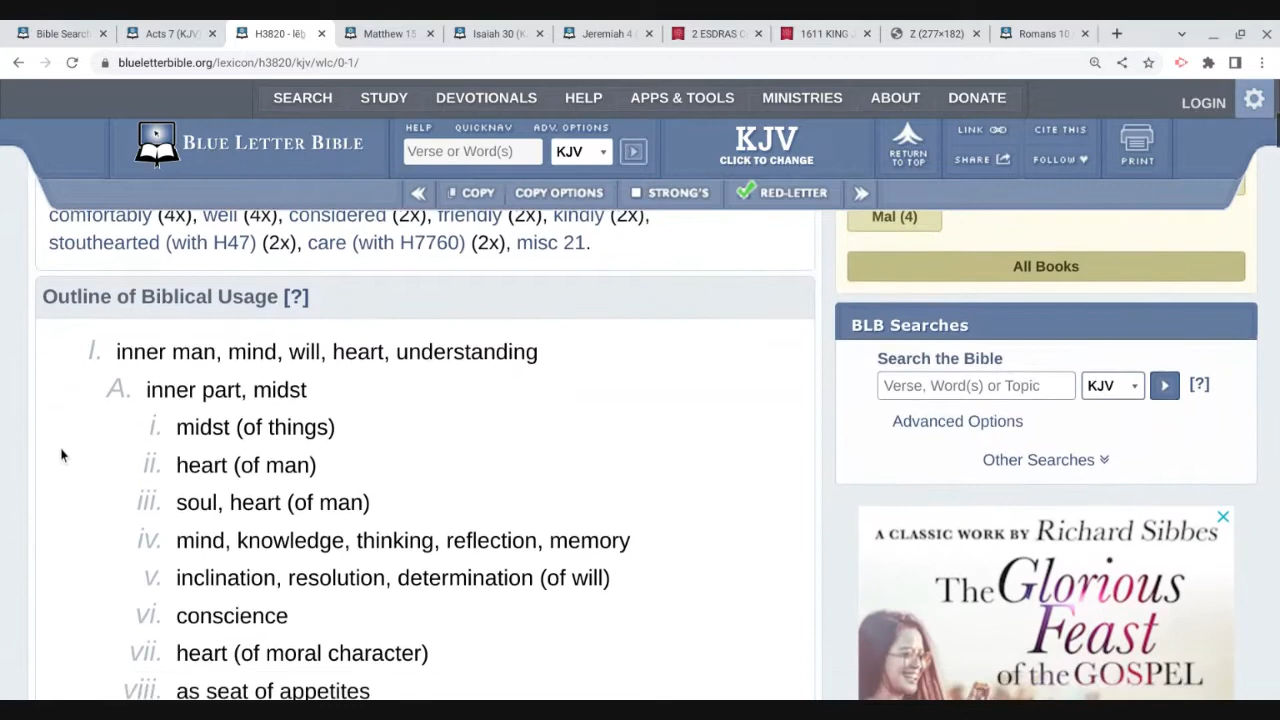 Bible Search
Acts 7 (KJV)
H3820 - lēḇ
Matthew 15
Isaiah 30 (K
Jeremiah 4 (
2 ESDRAS C
1611 KING J
Z (277×182)
Romans 10
blueletterbible.org/lexicon/h3820/kjv/wlc/0-1/
SEARCH STUDY DEVOTIONALS HELP APPS & TOOLS MINISTRIES ABOUT DONATE LOGIN
BLUE LETTER BIBLE
HELP QUICKNAV ADV. OPTIONS
Verse or Word(s) KJV
KJV
CLICK TO CHANGE
RETURN
TO TOP
LINK
SHARE
CITE THIS
FOLLOW
PRINT
COPY COPY OPTIONS STRONG'S RED-LETTER
comfortably (4x), well (4x), considered (2x), friendly (2x), kindly (2x),
stouthearted (with H47) (2x), care (with H7760) (2x), misc 21.
Outline of Biblical Usage [?]
I. inner man, mind, will, heart, understanding
A. inner part, midst
i. midst (of things)
ii. heart (of man)
iii. soul, heart (of man)
iv. mind, knowledge, thinking, reflection, memory
v. inclination, resolution, determination (of will)
vi. conscience
vii. heart (of moral character)
viii. as seat of appetites
Mal (4)
All Books
BLB Searches
Search the Bible
Verse, Word(s) or Topic KJV [?]
Advanced Options
Other Searches
A CLASSIC WORK BY Richard Sibbes
The Glorious
Feast
of the GOSPEL